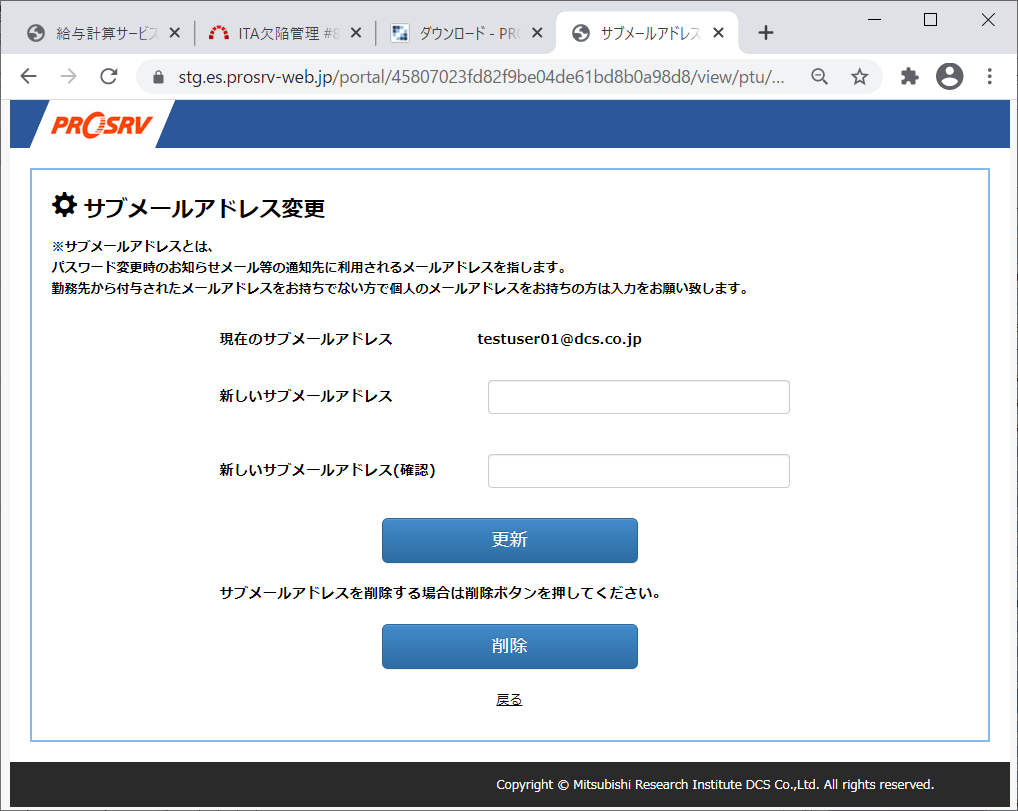 給与計算サービス
ITA欠陥管理 #8
ダウンロード - PRO
サブメールアドレス
stg.es.prosrv-web.jp/portal/45807023fd82f9be04de61bd8b0a98d8/view/ptu/...
PROSRV
サブメールアドレス変更
※サブメールアドレスとは、
パスワード変更時のお知らせメール等の通知先に利用されるメールアドレスを指します。
勤務先から付与されたメールアドレスをお持ちでない方で個人のメールアドレスをお持ちの方は入力をお願い致します。
現在のサブメールアドレス testuser01@dcs.co.jp
新しいサブメールアドレス
新しいサブメールアドレス(確認)
更新
サブメールアドレスを削除する場合は削除ボタンを押してください。
削除
戻る
Copyright © Mitsubishi Research Institute DCS Co.,Ltd. All rights reserved.